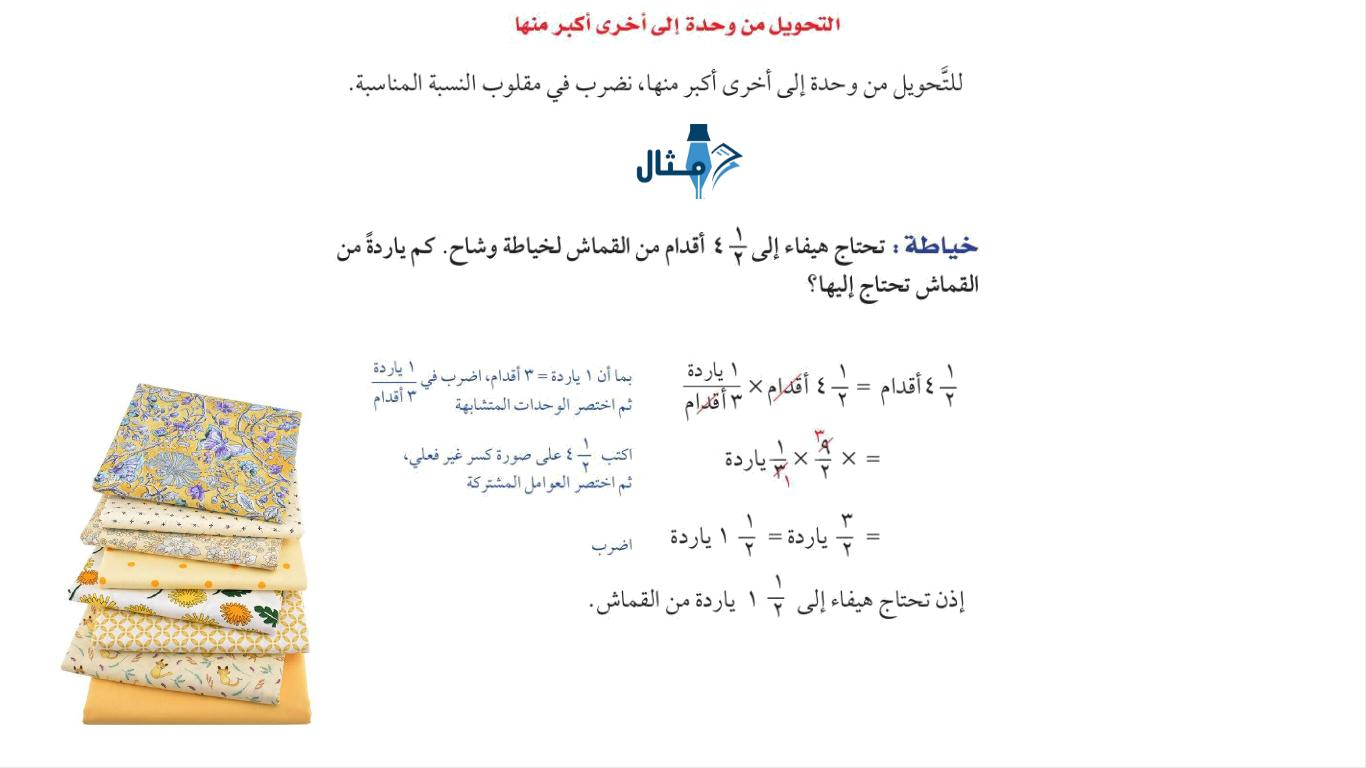 التحويل من وحدة إلى أخرى أكبر منها
للتَّحويل من وحدة إلى أخرى أكبر منها، نضرب في مقلوب النسبة المناسبة.
مثال
خياطة : تحتاج هيفاء إلى ٤ ١/٢ أقدام من القماش لخياطة وشاح. كم ياردةً من
القماش تحتاج إليها؟
٤ ١/٢ أقدام = ٤ ١/٢ أقدام × ١ ياردة/٣ أقدام
بما أن ١ ياردة = ٣ أقدام، اضرب في ١ ياردة/٣ أقدام
ثم اختصر الوحدات المتشابهة
= × ٩/٢ × ١/٣ ياردة
٣
١
اكتب ٤ ١/٢ على صورة كسر غير فعلي،
ثم اختصر العوامل المشتركة
= ٣/٢ ياردة = ١ ١/٢ ياردة
اضرب
إذن تحتاج هيفاء إلى ١ ١/٢ ياردة من القماش.